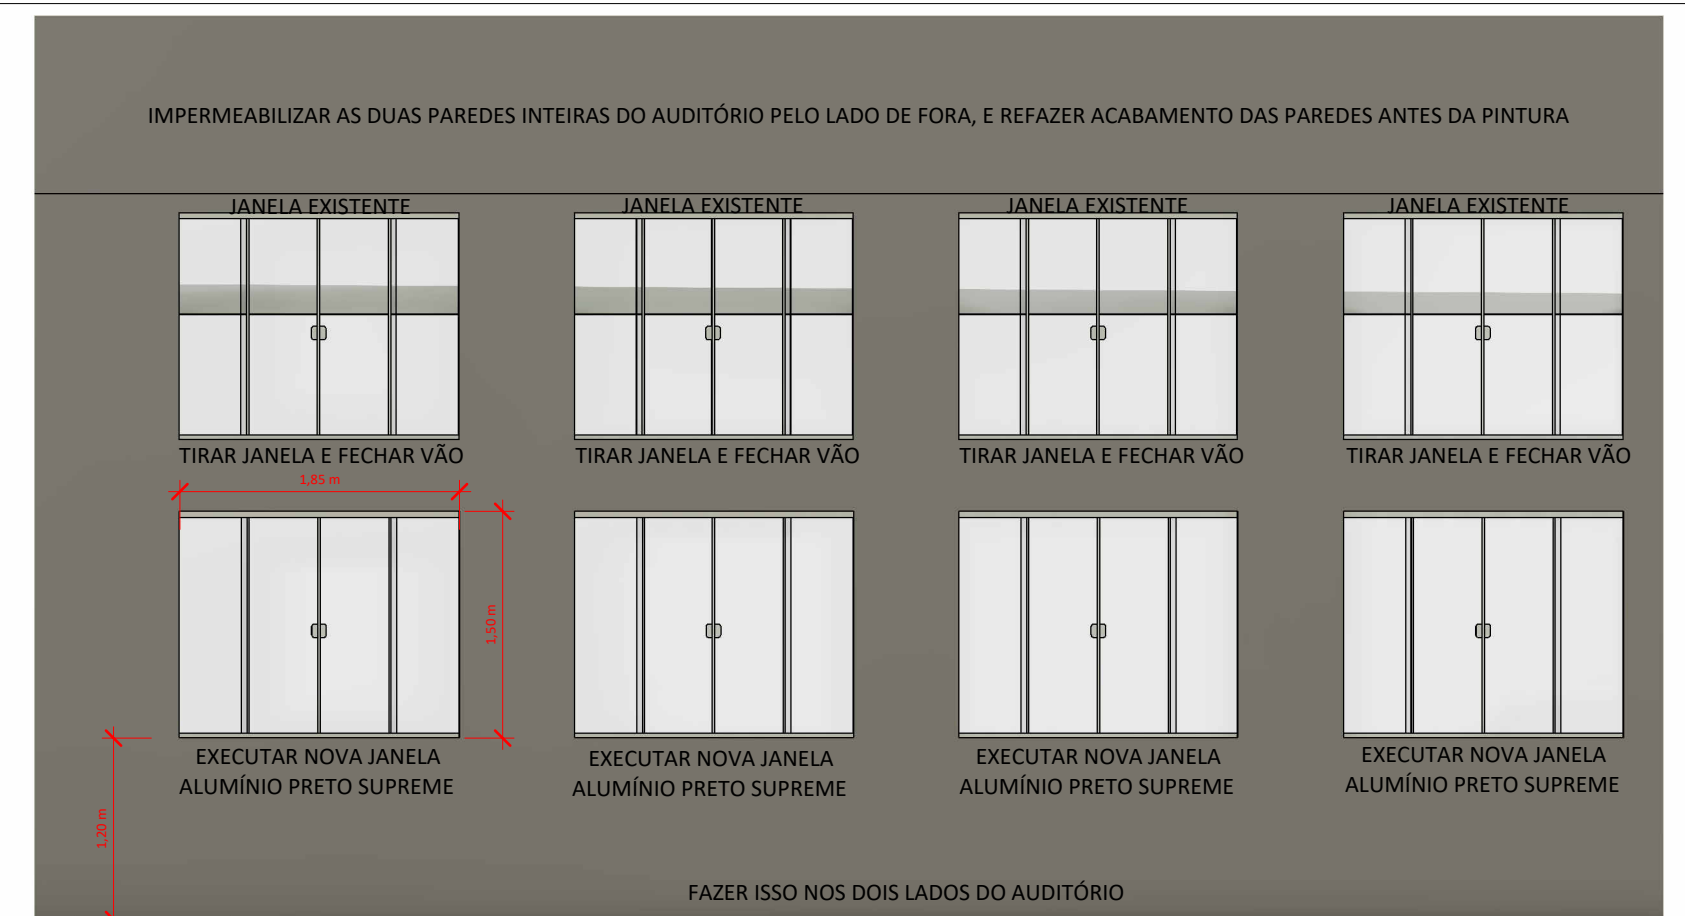 IMPERMEABILIZAR AS DUAS PAREDES INTEIRAS DO AUDITÓRIO PELO LADO DE FORA, E REFAZER ACABAMENTO DAS PAREDES ANTES DA PINTURA
JANELA EXISTENTE
JANELA EXISTENTE
JANELA EXISTENTE
JANELA EXISTENTE
TIRAR JANELA E FECHAR VÃO
TIRAR JANELA E FECHAR VÃO
TIRAR JANELA E FECHAR VÃO
TIRAR JANELA E FECHAR VÃO
1,85 m
1,50 m
EXECUTAR NOVA JANELA
ALUMÍNIO PRETO SUPREME
EXECUTAR NOVA JANELA
ALUMÍNIO PRETO SUPREME
EXECUTAR NOVA JANELA
ALUMÍNIO PRETO SUPREME
EXECUTAR NOVA JANELA
ALUMÍNIO PRETO SUPREME
1,20 m
FAZER ISSO NOS DOIS LADOS DO AUDITÓRIO